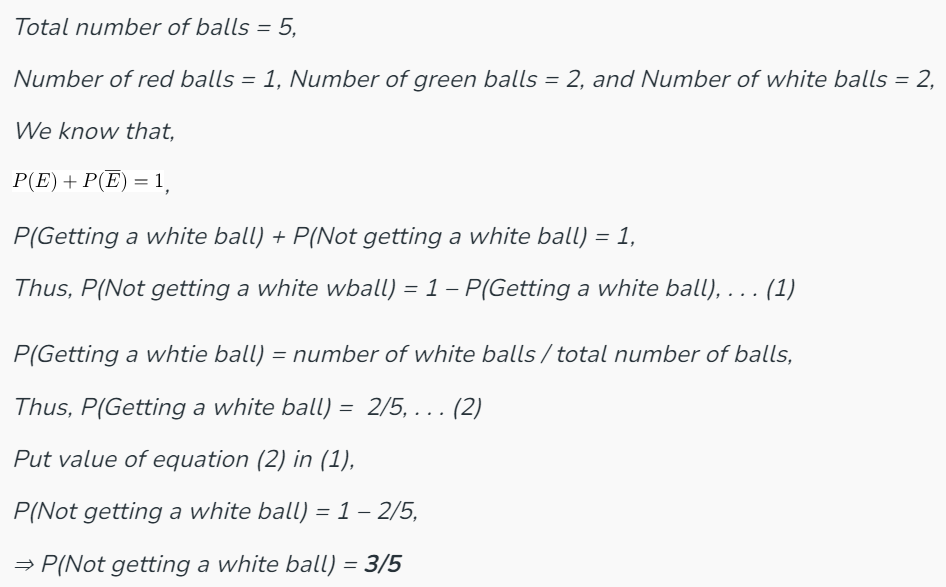 Total number of balls = 5,
Number of red balls = 1, Number of green balls = 2, and Number of white balls = 2,
We know that,
P(E) + P(E̅) = 1,
P(Getting a white ball) + P(Not getting a white ball) = 1,
Thus, P(Not getting a white wball) = 1 – P(Getting a white ball), . . . (1)
P(Getting a whtie ball) = number of white balls / total number of balls,
Thus, P(Getting a white ball) = 2/5, . . . (2)
Put value of equation (2) in (1),
P(Not getting a white ball) = 1 – 2/5,
⇒ P(Not getting a white ball) = 3/5